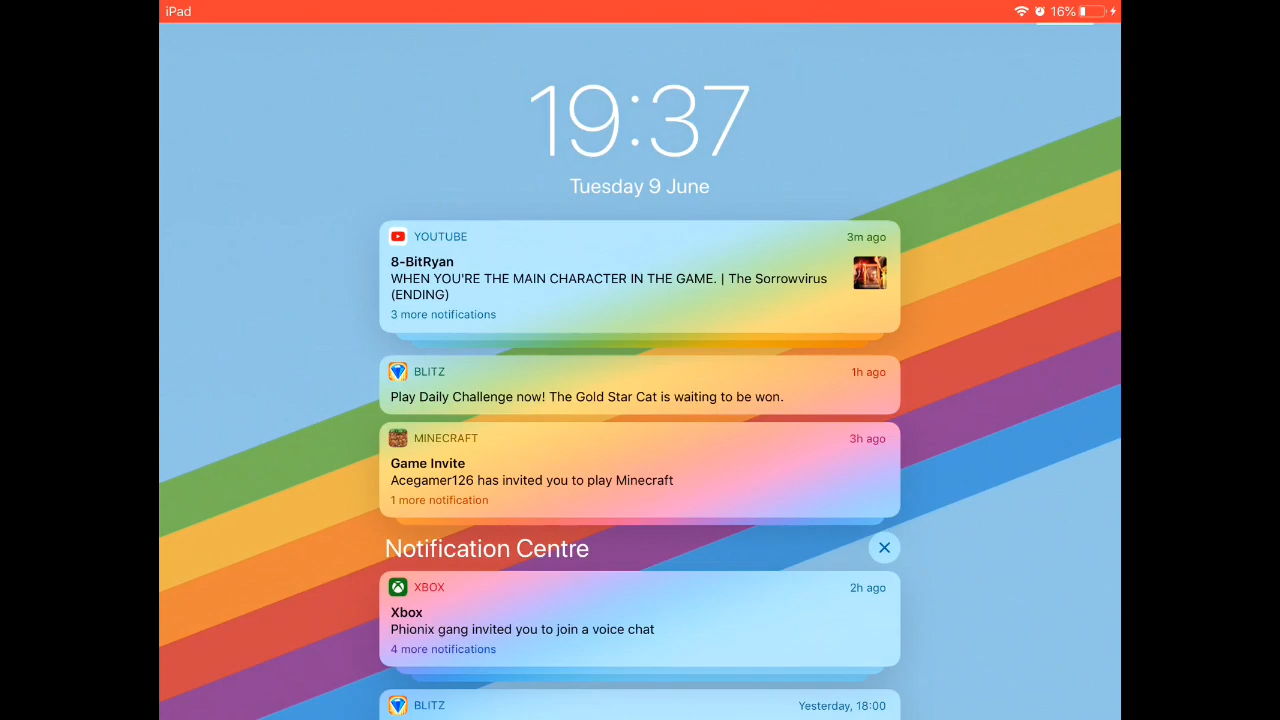 iPad
16%
19:37
Tuesday 9 June
YOUTUBE
3m ago
8-BitRyan
WHEN YOU'RE THE MAIN CHARACTER IN THE GAME. | The Sorrowvirus
(ENDING)
3 more notifications
BLITZ
1h ago
Play Daily Challenge now! The Gold Star Cat is waiting to be won.
MINECRAFT
3h ago
Game Invite
Acegamer126 has invited you to play Minecraft
1 more notification
Notification Centre
XBOX
2h ago
Xbox
Phionix gang invited you to join a voice chat
4 more notifications
BLITZ
Yesterday, 18:00